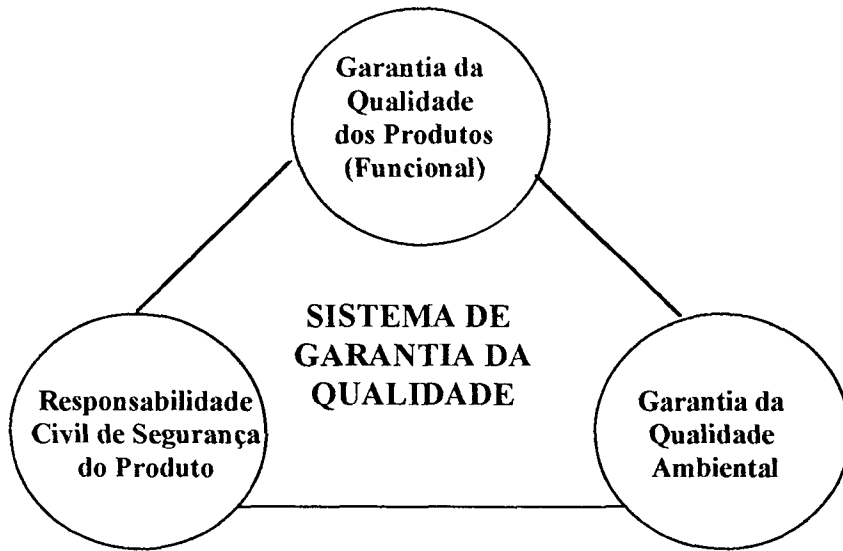 Garantia da
Qualidade
dos Produtos
(Funcional)
SISTEMA DE
GARANTIA DA
QUALIDADE
Responsabilidade
Civil de Segurança
do Produto
Garantia da
Qualidade
Ambiental